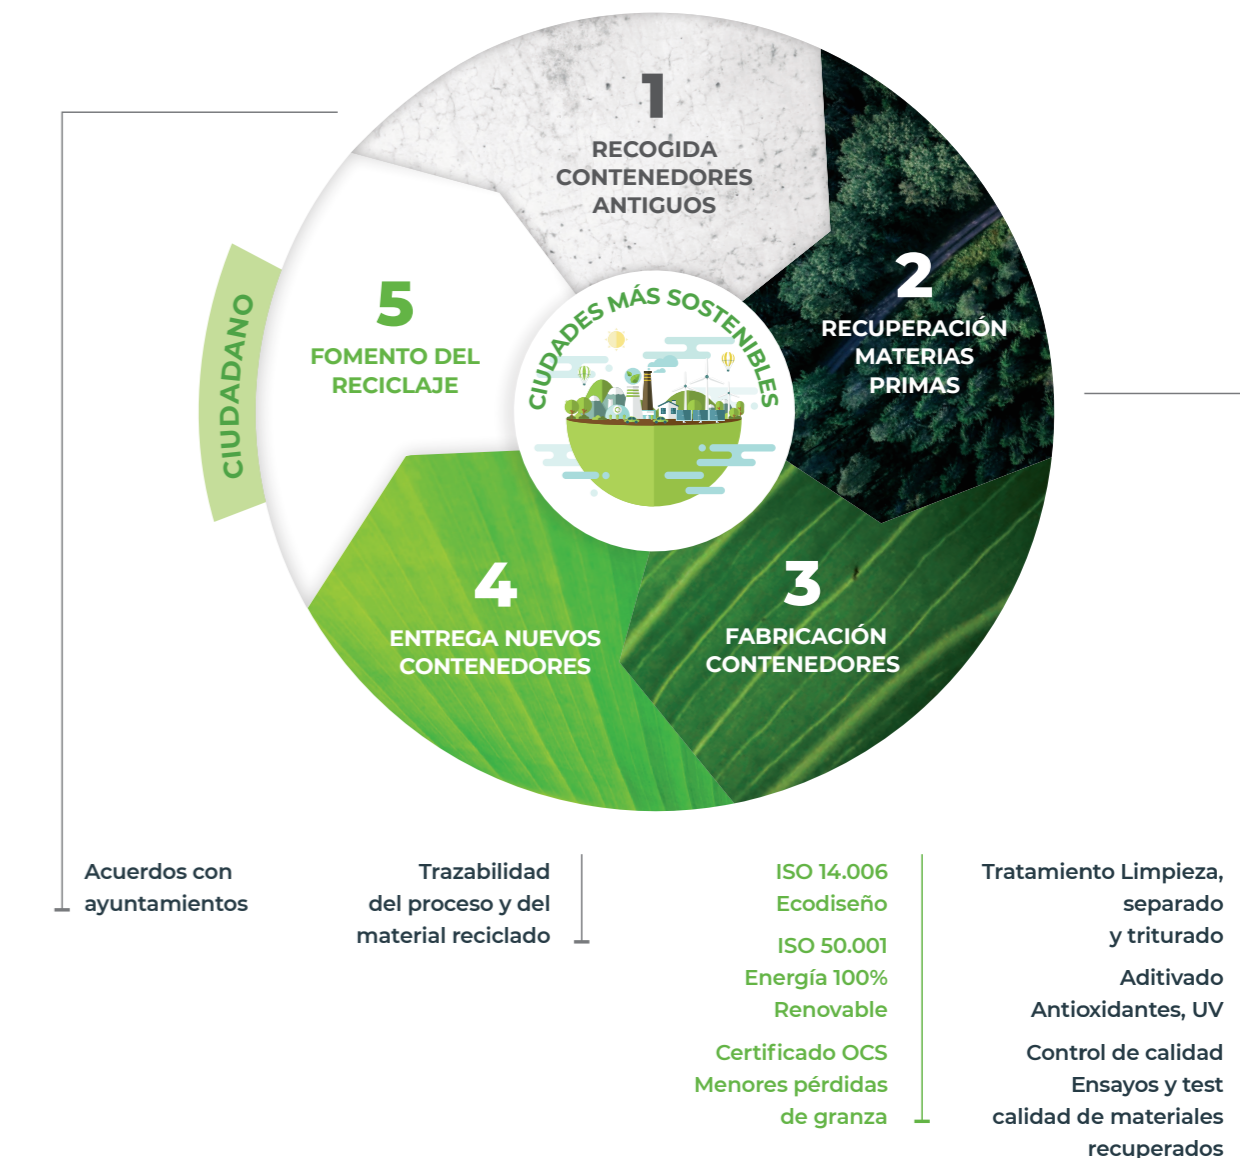 1
RECOGIDA
CONTENEDORES
ANTIGUOS
2
RECUPERACIÓN
MATERIAS
PRIMAS
3
FABRICACIÓN
CONTENEDORES
4
ENTREGA NUEVOS
CONTENEDORES
5
FOMENTO DEL
RECICLAJE
CIUDADANO
CIUDADES MÁS SOSTENIBLES
Acuerdos con
ayuntamientos
Trazabilidad
del proceso y del
material reciclado
ISO 14.006
Ecodiseño
ISO 50.001
Energía 100%
Renovable
Certificado OCS
Menores pérdidas
de granza
Tratamiento Limpieza,
separado
y triturado
Aditivado
Antioxidantes, UV
Control de calidad
Ensayos y test
calidad de materiales
recuperados